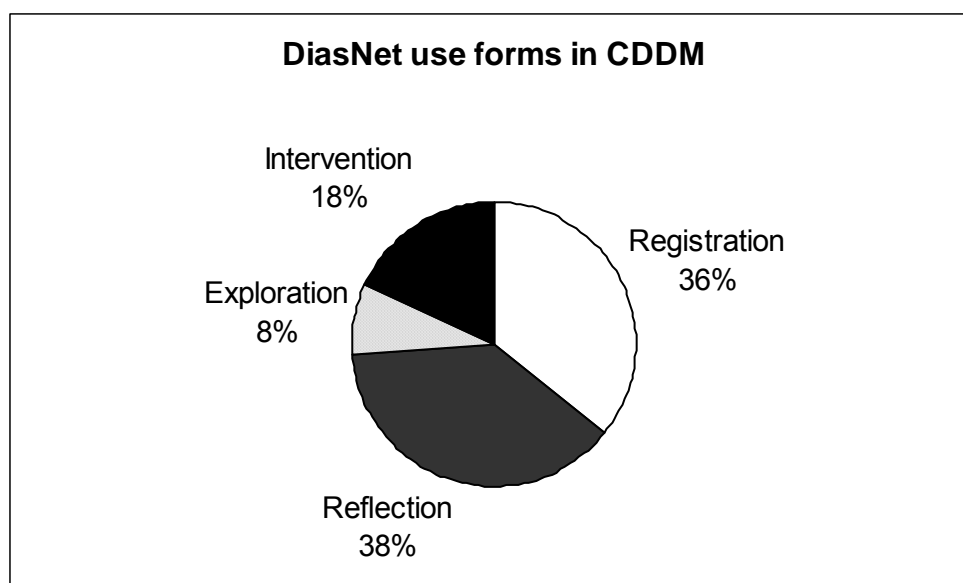 DiasNet use forms in CDDM
Intervention
18%
Registration
36%
Exploration
8%
Reflection
38%